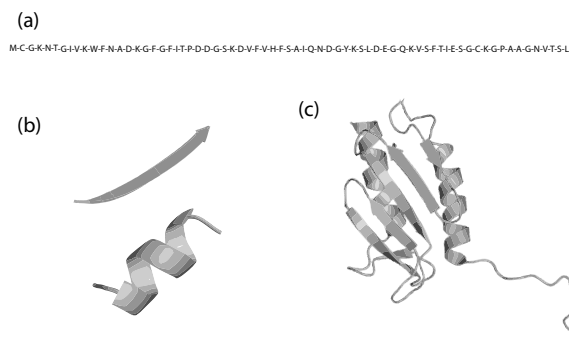 (a)
M-C-G-K-N-T-G-I-V-K-W-F-N-A-D-K-G-F-G-F-I-T-P-D-D-G-S-K-D-V-F-V-H-F-S-A-I-Q-N-D-G-Y-K-S-L-D-E-G-Q-K-V-S-F-T-I-E-S-G-C-K-G-P-A-A-G-N-V-T-S-L
(b)
(c)